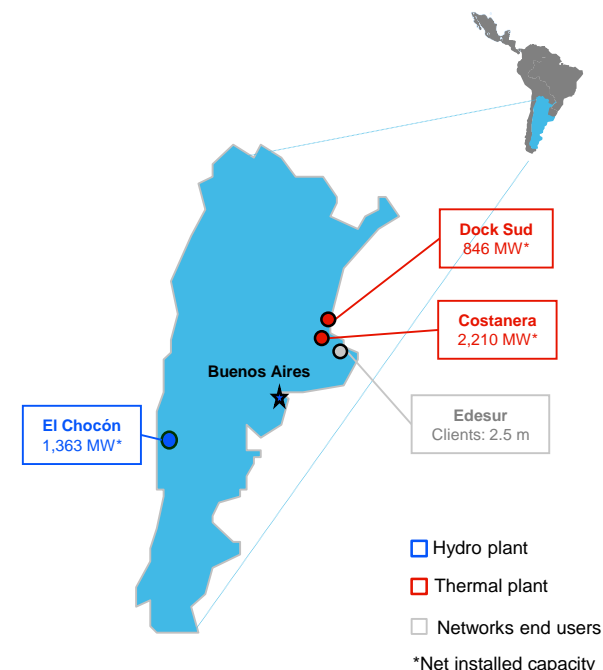 Dock Sud
846 MW*
Costanera
2,210 MW*
Buenos Aires
El Chocón
1,363 MW*
Edesur
Clients: 2.5 m
Hydro plant
Thermal plant
Networks end users
*Net installed capacity